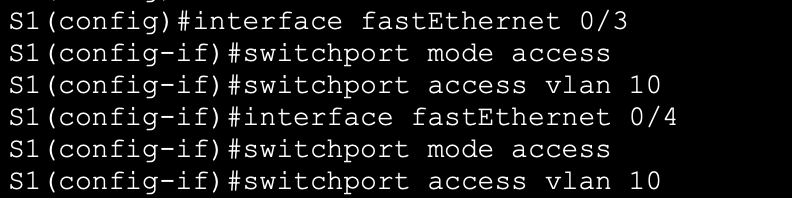 S1(config)#interface fastEthernet 0/3
S1(config-if)#switchport mode access
S1(config-if)#switchport access vlan 10
S1(config-if)#interface fastEthernet 0/4
S1(config-if)#switchport mode access
S1(config-if)#switchport access vlan 10